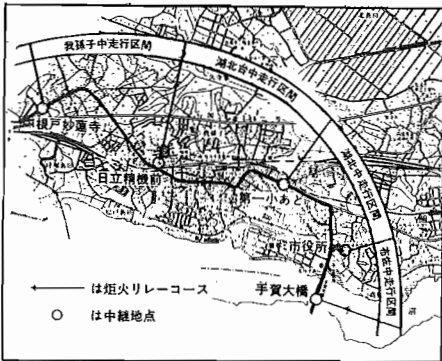 我孫子中走行区間
湖北台中走行区間
湖北中走行区間
布佐中走行区間
根戸妙蓮寺
日立精機前
第一小あと
市役所
手賀大橋
← は炬火リレーコース
○ は中継地点